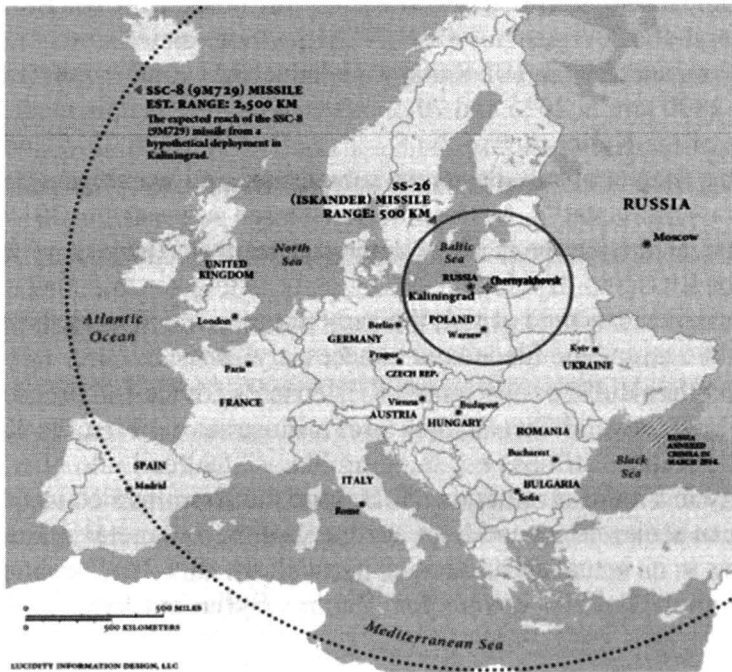 SSC-8 (9M729) MISSILE
EST. RANGE: 2,500 KM
The expected reach of the SSC-8
(9M729) missile from a
hypothetical deployment in
Kaliningrad.
SS-26
(ISKANDER) MISSILE
RANGE: 500 KM
RUSSIA
Moscow
North
Sea
Baltic
Sea
UNITED
KINGDOM
RUSSIA
Chernyakhovsk
Kaliningrad
Atlantic
Ocean
London
Berlin
POLAND
GERMANY
Warsaw
Kyiv
Prague
UKRAINE
Paris
CZECH REP.
FRANCE
Vienna
Budapest
AUSTRIA
HUNGARY
ROMANIA
RUSSIA
ANNEXED
CRIMEA IN
MARCH 2014.
Bucharest
Black
Sea
SPAIN
ITALY
BULGARIA
Madrid
Sofia
Rome
0 500 MILES
0 500 KILOMETERS
Mediterranean Sea
LUCIDITY INFORMATION DESIGN, LLC